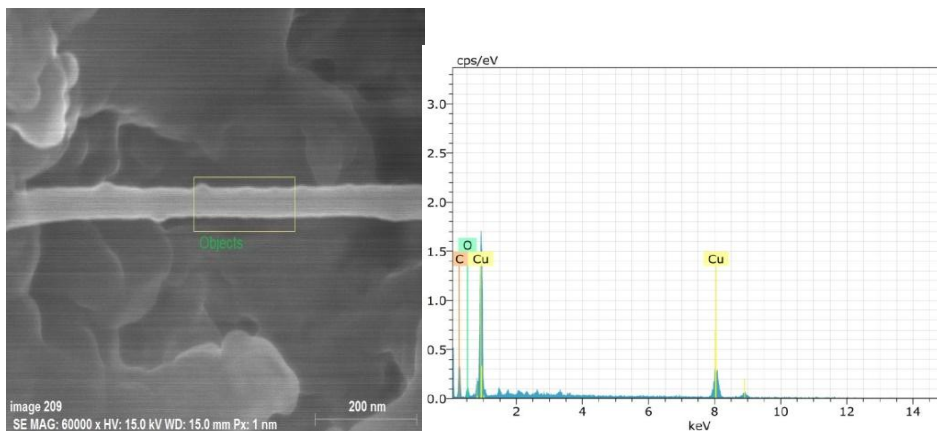 Objects
image 209
200 nm
SE MAG: 60000 x HV: 15.0 kV WD: 15.0 mm Px: 1 nm
cps/eV
3.0
2.5
2.0
1.5
1.0
0.5
0.0
O
C Cu
Cu
2 4 6 8 10 12 14
keV